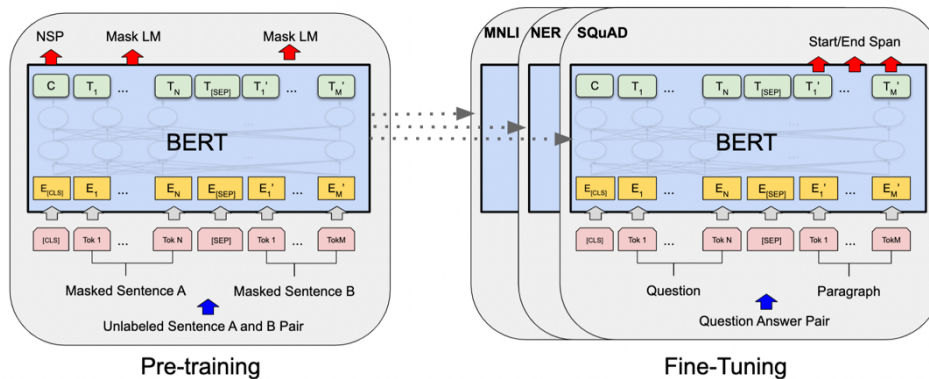 NSP Mask LM Mask LM
C T1 ... TN T[SEP] T1' ... TM'
BERT
E[CLS] E1 ... EN E[SEP] E1' ... EM'
[CLS] Tok 1 ... Tok N [SEP] Tok 1 ... TokM
Masked Sentence A Masked Sentence B
Unlabeled Sentence A and B Pair
Pre-training
MNLI NER SQuAD
Start/End Span
C T1 ... TN T[SEP] T1' ... TM'
BERT
E[CLS] E1 ... EN E[SEP] E1' ... EM'
[CLS] Tok 1 ... Tok N [SEP] Tok 1 ... TokM
Question Paragraph
Question Answer Pair
Fine-Tuning